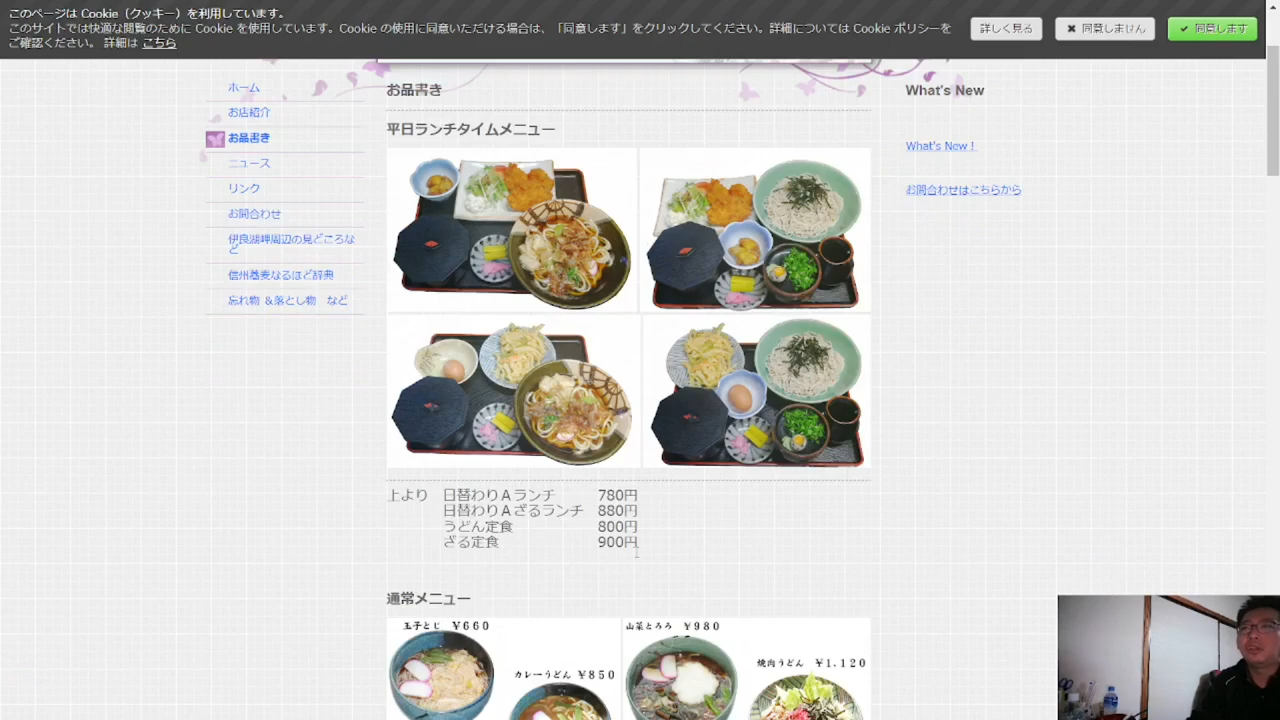 このページは Cookie（クッキー）を利用しています。
このサイトでは快適な閲覧のために Cookie を使用しています。Cookie の使用に同意いただける場合は、「同意します」をクリックしてください。詳細については Cookie ポリシーを
ご確認ください。 詳細は こちら
詳しく見る
✖ 同意しません
✔ 同意します
ホーム
お店紹介
お品書き
ニュース
リンク
お問合わせ
伊良湖岬周辺の見どころな
ど
信州蕎麦なるほど辞典
忘れ物 ＆落とし物　など
お品書き
平日ランチタイムメニュー
上より　日替わりＡランチ　780円
日替わりＡざるランチ　880円
うどん定食　800円
ざる定食　900円
通常メニュー
玉子とじ ￥660
カレーうどん ￥850
山菜とろろ ￥980
焼肉うどん ￥1.120
What's New
What's New！
お問合わせはこちらから